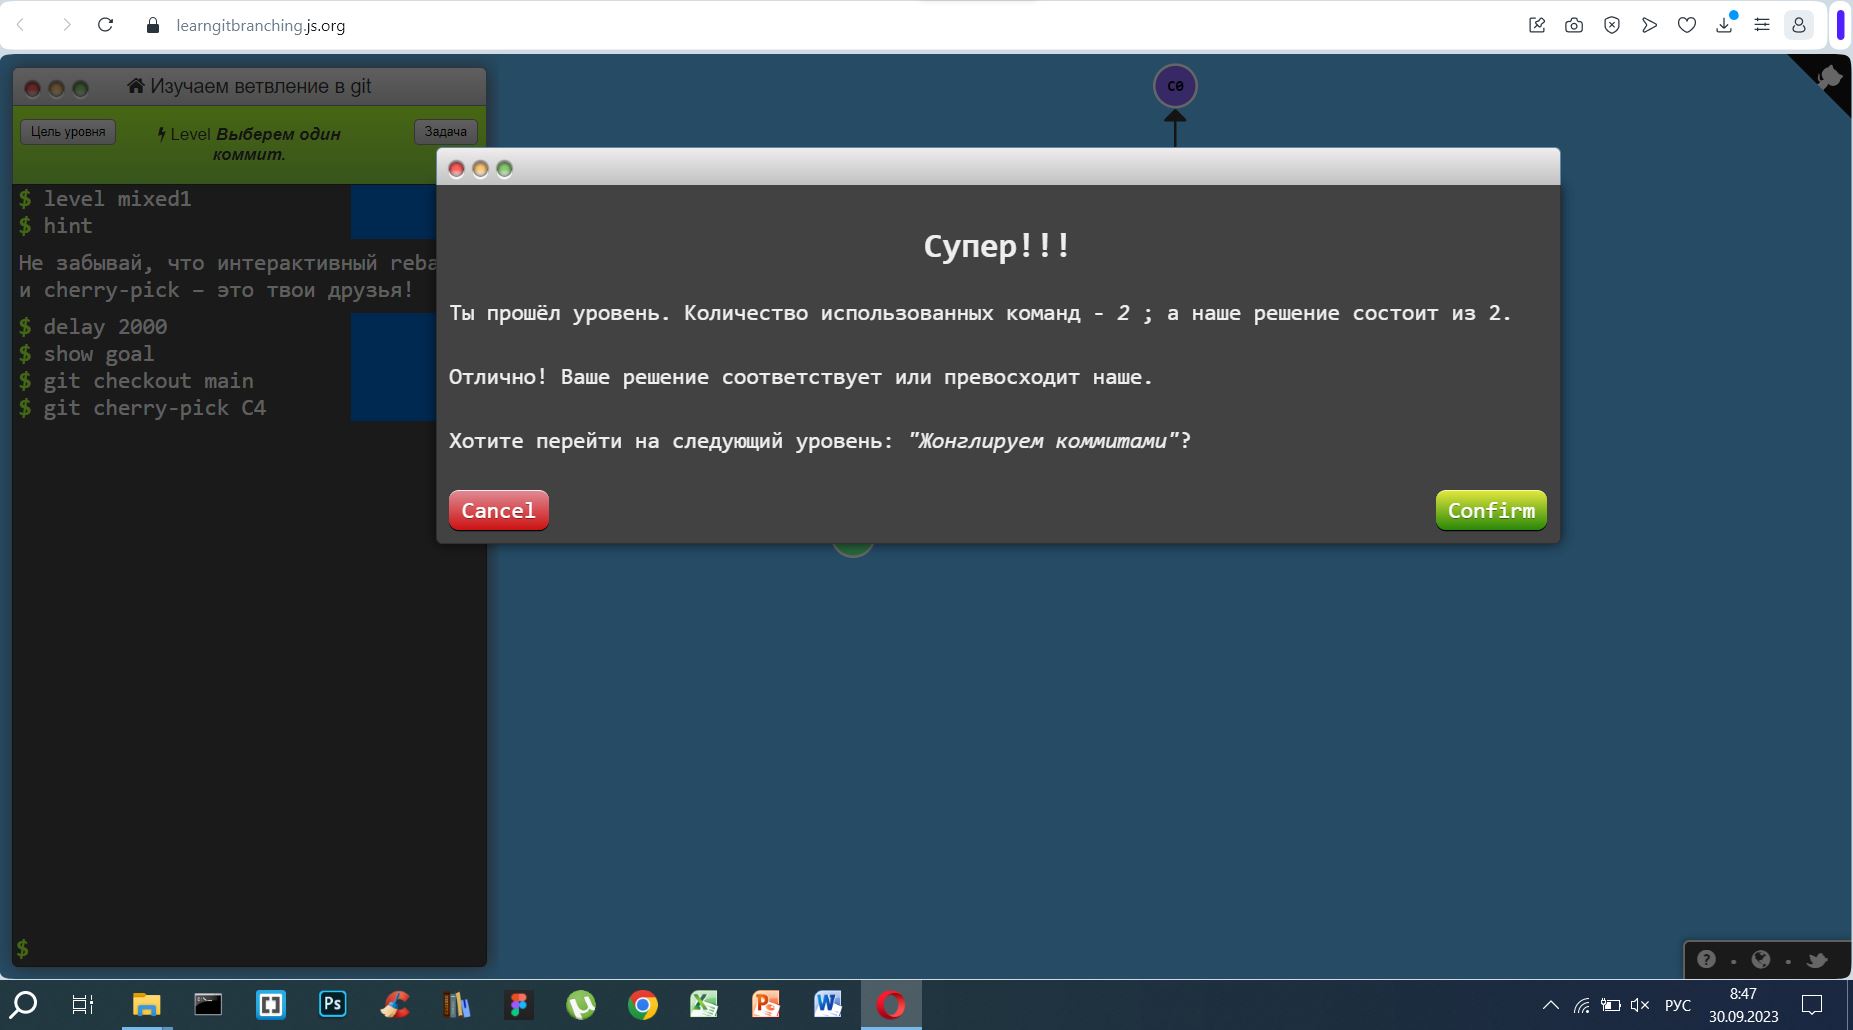 learngitbranching.js.org
Изучаем ветвление в git
Цель уровня
Level Выберем один
коммит.
Задача
$ level mixed1
$ hint
Не забывай, что интерактивный reba
и cherry-pick – это твои друзья!
$ delay 2000
$ show goal
$ git checkout main
$ git cherry-pick C4
$
C0
Супер!!!
Ты прошёл уровень. Количество использованных команд - 2 ; а наше решение состоит из 2.
Отлично! Ваше решение соответствует или превосходит наше.
Хотите перейти на следующий уровень: "Жонглируем коммитами"?
Cancel
Confirm
Ps
РУС
8:47
30.09.2023